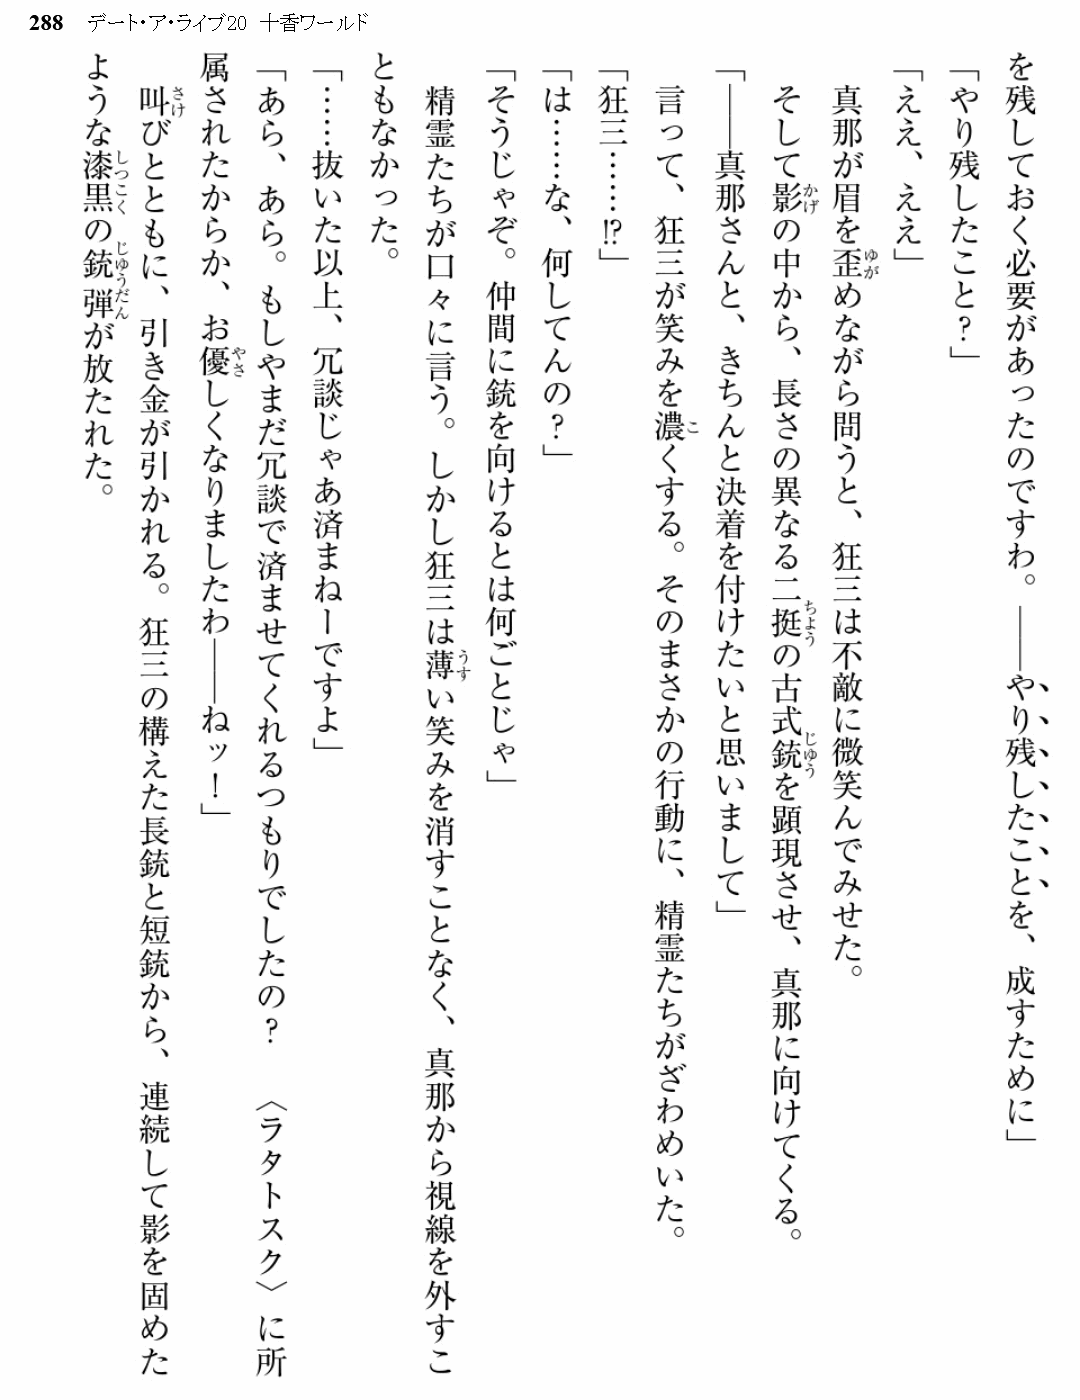 288 デート・ア・ライブ20 十香ワールド
を残しておく必要があったのですわ。――やり残したことを、成すために」
「やり残したこと？」
「ええ、ええ」
真那が眉を歪めながら問うと、狂三は不敵に微笑んでみせた。
そして影の中から、長さの異なる二挺の古式銃を顕現させ、真那に向けてくる。
「――真那さんと、きちんと決着を付けたいと思いまして」
言って、狂三が笑みを濃くする。そのまさかの行動に、精霊たちがざわめいた。
「狂三……!?」
「は……な、何してんの？」
「そうじゃぞ。仲間に銃を向けるとは何ごとじゃ」
精霊たちが口々に言う。しかし狂三は薄い笑みを消すことなく、真那から視線を外すこ
ともなかった。
「……抜いた以上、冗談じゃあ済まねーですよ」
「あら、あら。もしやまだ冗談で済ませてくれるつもりでしたの？　〈ラタトスク〉に所
属されたからか、お優しくなりましたわ――ねッ！」
叫びとともに、引き金が引かれる。狂三の構えた長銃と短銃から、連続して影を固めた
ような漆黒の銃弾が放たれた。